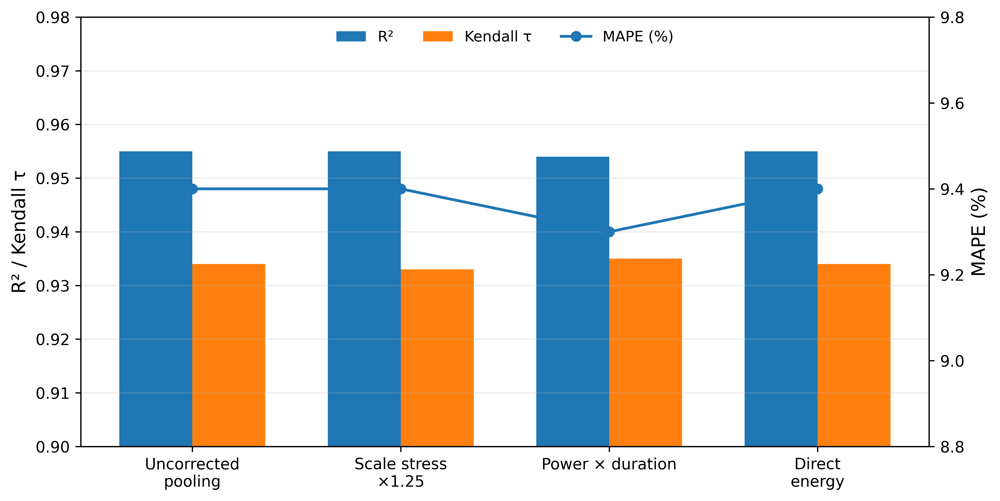 R² / Kendall τ
0.98
0.97
0.96
0.95
0.94
0.93
0.92
0.91
0.90
R² Kendall τ MAPE (%)
9.8
9.6
9.4
9.2
9.0
8.8
MAPE (%)
Uncorrected
pooling
Scale stress
×1.25
Power × duration
Direct
energy